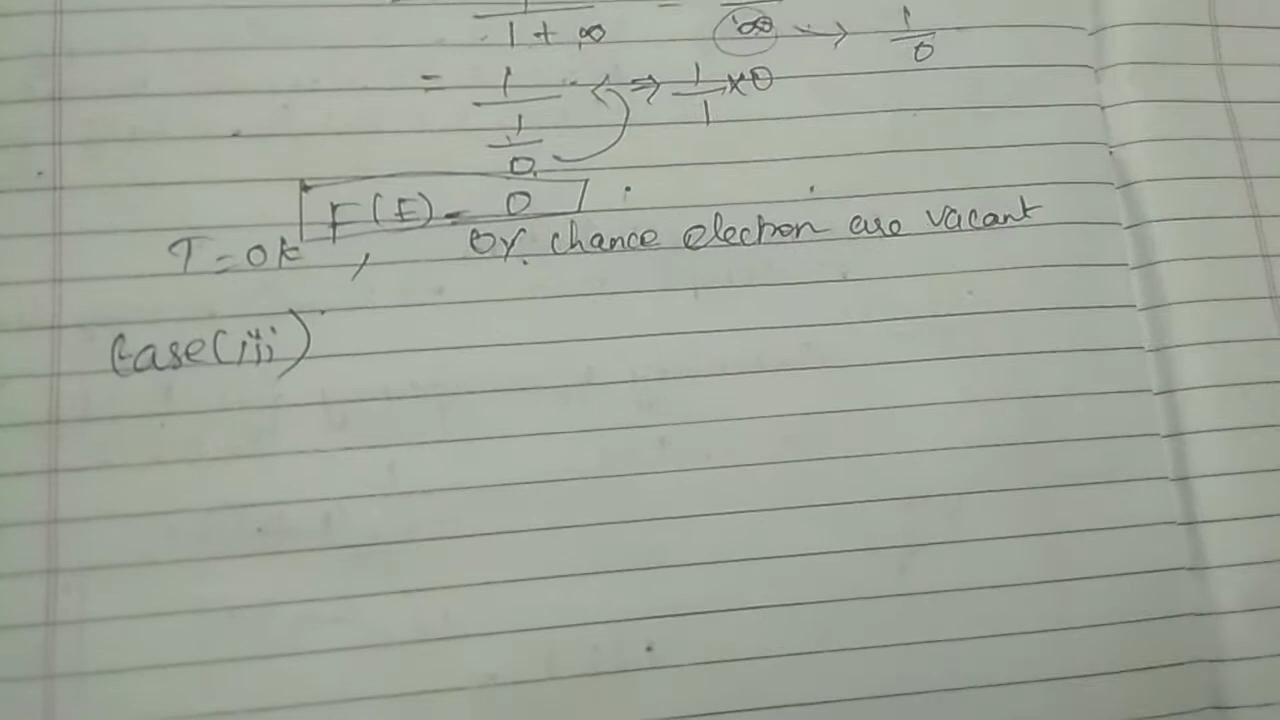 1 + ∞   ∞ → 1/0
= 1/(1/0) ⇒ 1/1 × 0
F(E) = 0
T = 0K, 0% chance electron are vacant
Case(iii)